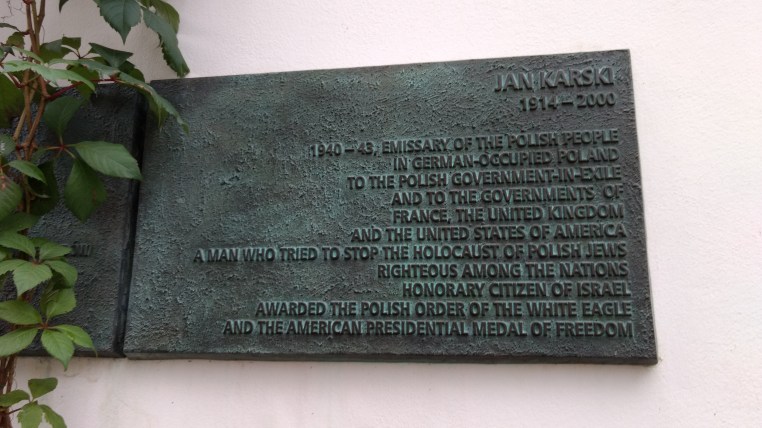 JAN KARSKI
1914–2000
1940–'43, EMISSARY OF THE POLISH PEOPLE
IN GERMAN-OCCUPIED POLAND
TO THE POLISH GOVERNMENT-IN-EXILE
AND TO THE GOVERNMENTS OF
FRANCE, THE UNITED KINGDOM
AND THE UNITED STATES OF AMERICA
A MAN WHO TRIED TO STOP THE HOLOCAUST OF POLISH JEWS
RIGHTEOUS AMONG THE NATIONS
HONORARY CITIZEN OF ISRAEL
AWARDED THE POLISH ORDER OF THE WHITE EAGLE
AND THE AMERICAN PRESIDENTIAL MEDAL OF FREEDOM